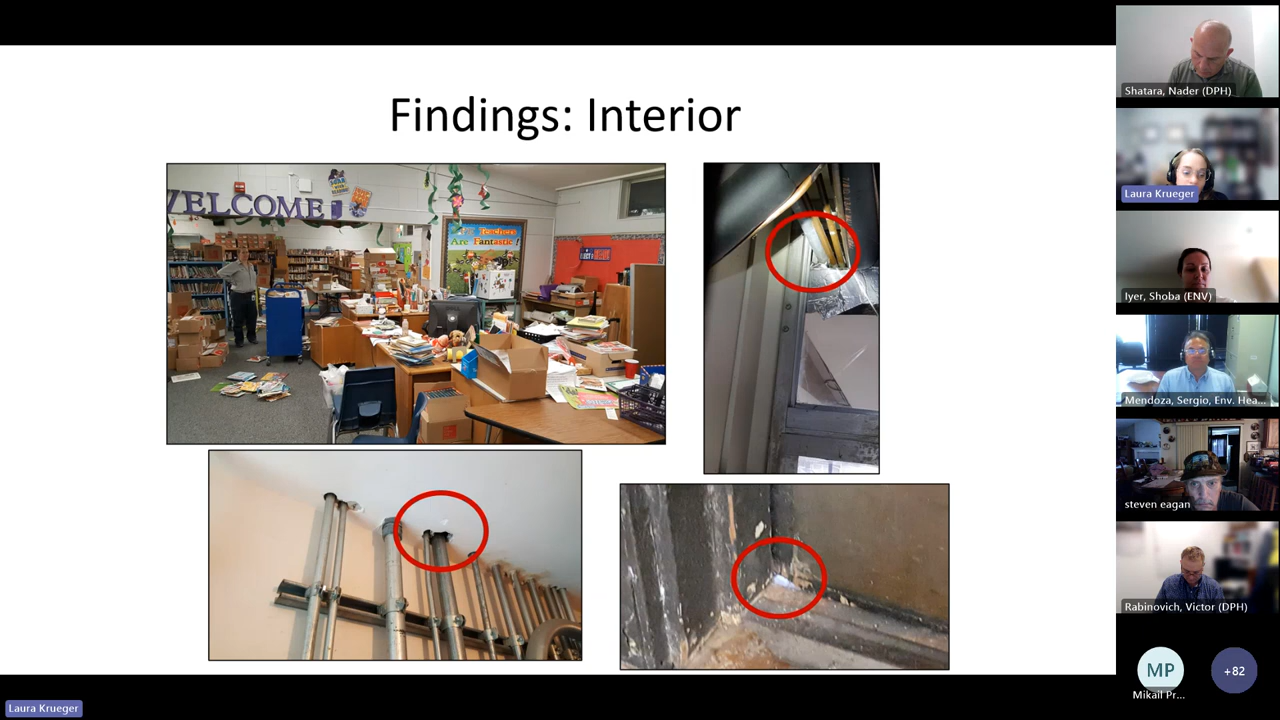 Findings: Interior
WELCOME
Teachers
Are Fantastic!
Shatara, Nader (DPH)
Laura Krueger
Iyer, Shoba (ENV)
Mendoza, Sergio, Env. Hea...
steven eagan
Rabinovich, Victor (DPH)
MP
Mikail Pr...
+82
Laura Krueger